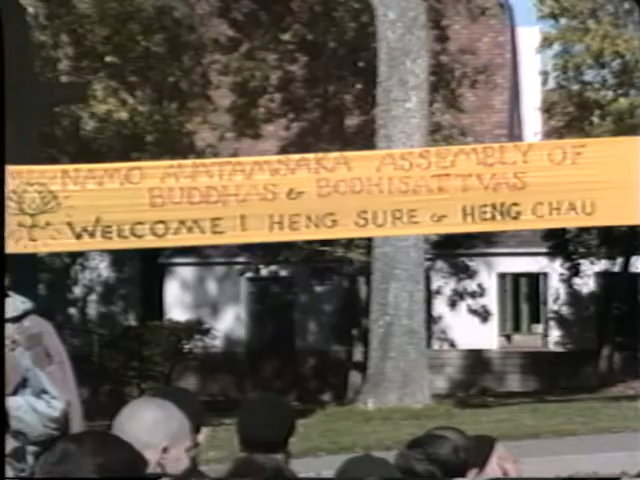 NAMO AVATAMSAKA ASSEMBLY OF
BUDDHAS & BODHISATTVAS
WELCOME! HENG SURE & HENG CHAU